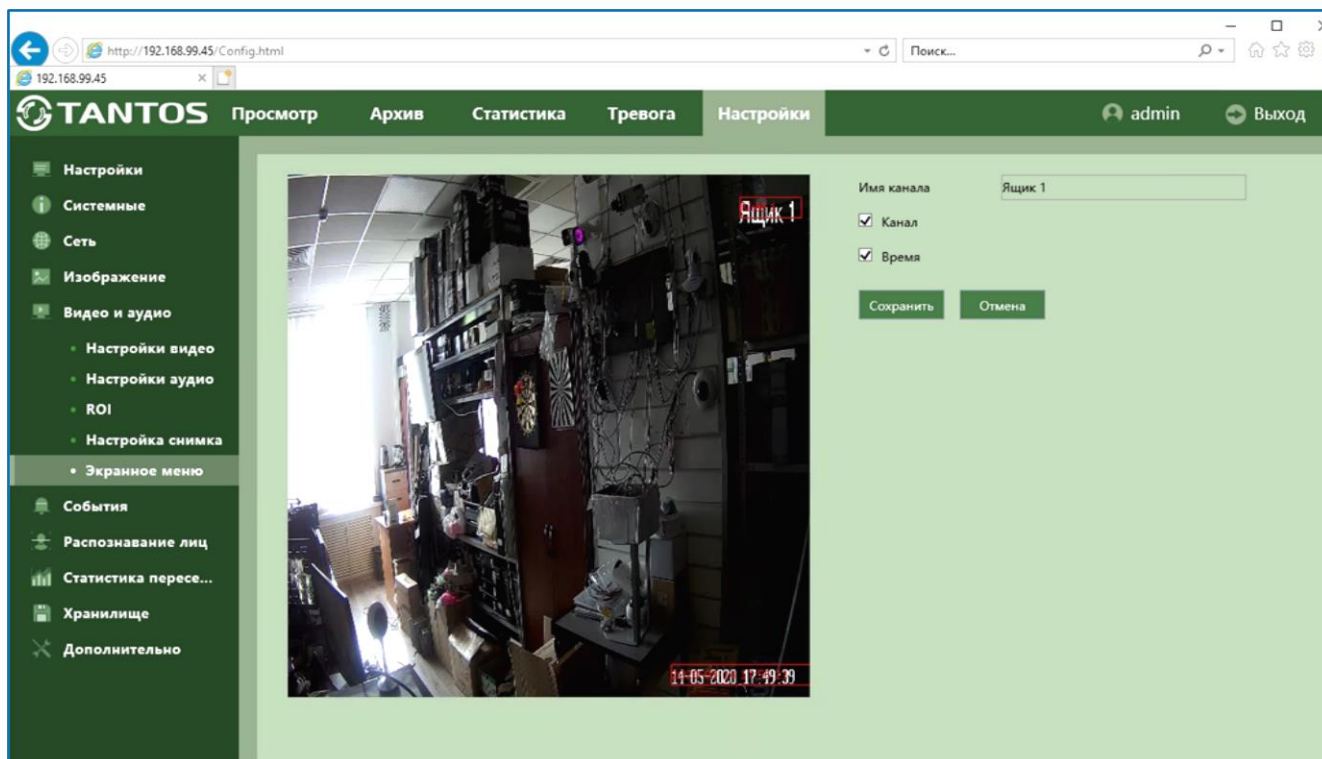 http://192.168.99.45/Config.html
Поиск...
192.168.99.45
TANTOS
Просмотр
Архив
Статистика
Тревога
Настройки
admin
Выход
Настройки
Системные
Сеть
Изображение
Видео и аудио
Настройки видео
Настройки аудио
ROI
Настройка снимка
Экранное меню
События
Распознавание лиц
Статистика пересе...
Хранилище
Дополнительно
Ящик 1
14-05-2020 17:49:39
Имя канала
Ящик 1
Канал
Время
Сохранить
Отмена